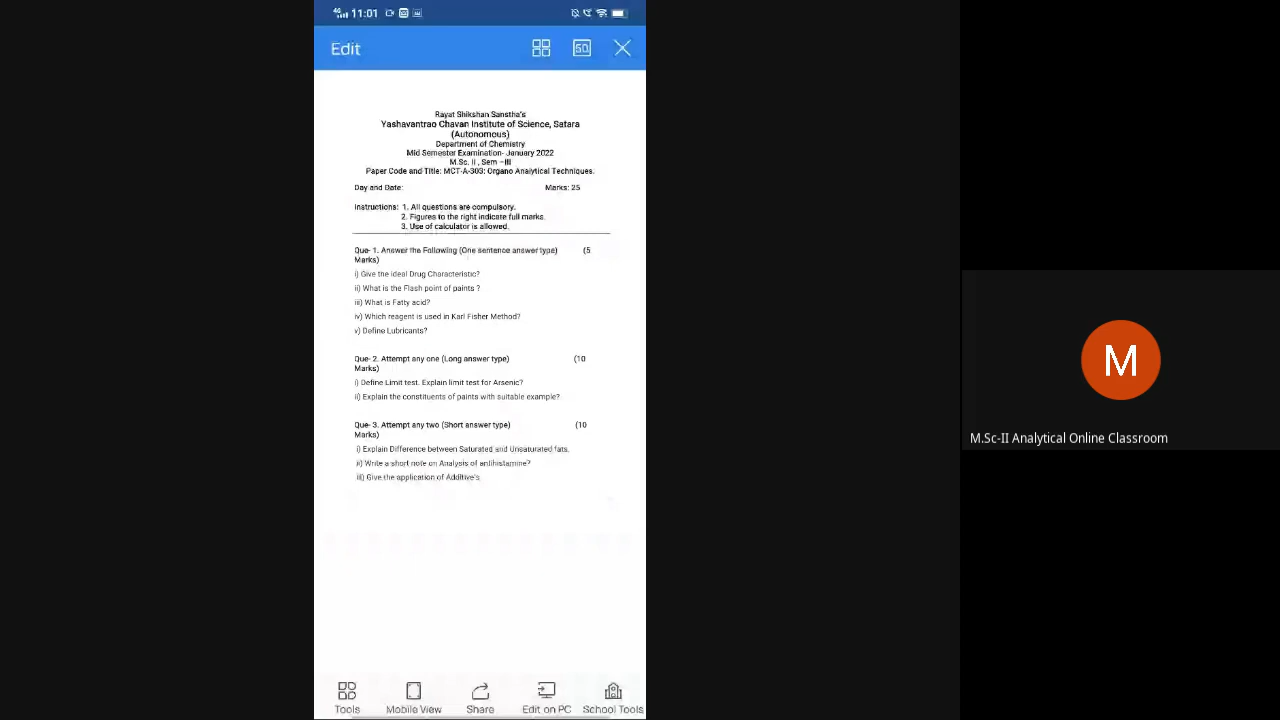 4G 11:01
Edit
Rayat Shikshan Sanstha's
Yashavantrao Chavan Institute of Science, Satara
(Autonomous)
Department of Chemistry
Mid Semester Examination- January 2022
M.Sc. II , Sem –III
Paper Code and Title: MCT-A-303: Organo Analytical Techniques.
Day and Date: Marks: 25
Instructions: 1. All questions are compulsory.
2. Figures to the right indicate full marks.
3. Use of calculator is allowed.
Que- 1. Answer the Following (One sentence answer type) (5
Marks)
i) Give the ideal Drug Characteristic?
ii) What is the Flash point of paints ?
iii) What is Fatty acid?
iv) Which reagent is used in Karl Fisher Method?
v) Define Lubricants?
Que- 2. Attempt any one (Long answer type) (10
Marks)
i) Define Limit test. Explain limit test for Arsenic?
ii) Explain the constituents of paints with suitable example?
Que- 3. Attempt any two (Short answer type) (10
Marks)
i) Explain Difference between Saturated and Unsaturated fats.
ii) Write a short note on Analysis of antihistamine?
iii) Give the application of Additive's
Tools
Mobile View
Share
Edit on PC
School Tools
M
M.Sc-II Analytical Online Classroom